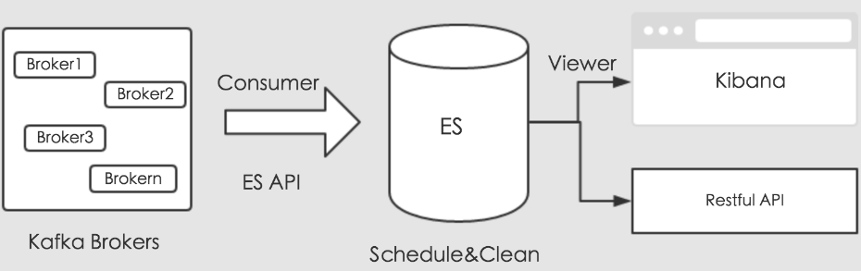 Broker1
Broker2
Broker3
Brokern
Kafka Brokers
Consumer
ES API
ES
Schedule&Clean
Viewer
Kibana
Restful API